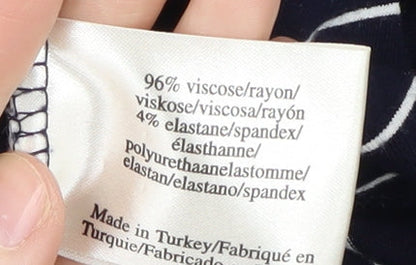 96% viscose/rayon/
viskose/viscosa/rayón
4% elastane/spandex/
élasthanne/
polyurethaanelastomme/
elastan/elastano/spandex
Made in Turkey/Fabriqué en
Turquie/Fabricado